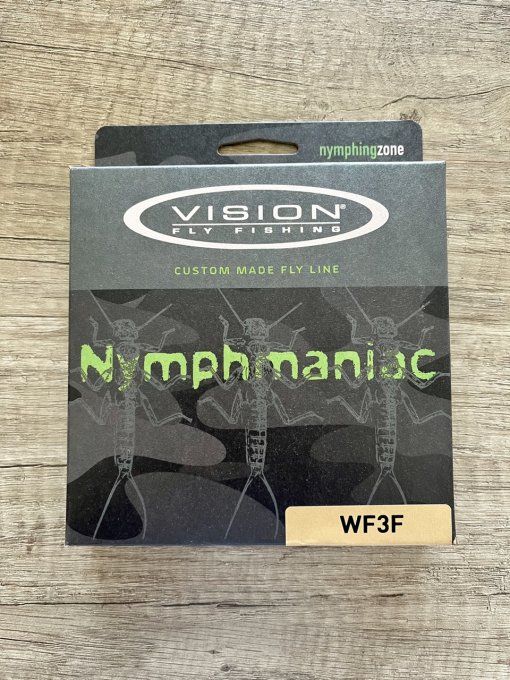 nymphingzone
VISION®
FLY FISHING
CUSTOM MADE FLY LINE
Nymphmaniac
WF3F